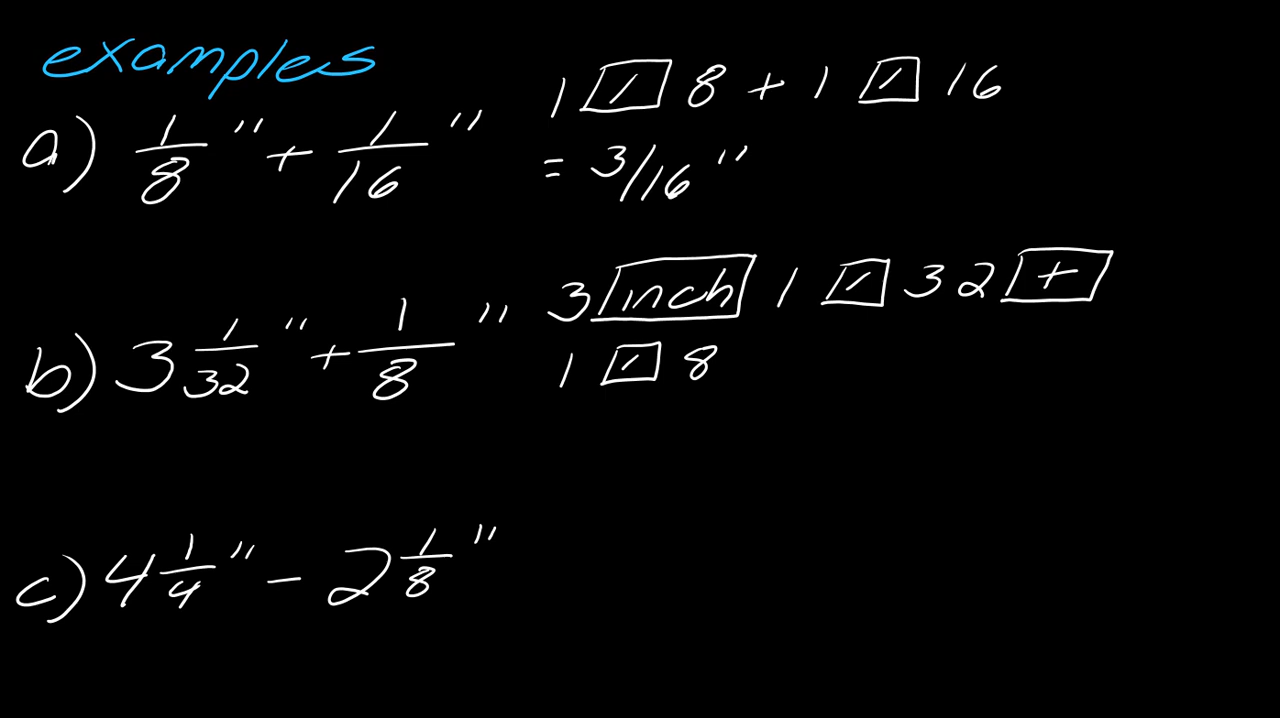 examples
a) 1/8" + 1/16" 1 [/] 8 + 1 [/] 16
= 3/16"
b) 3 1/32" + 1/8" 3 [inch] 1 [/] 32 [+]
1 [/] 8
c) 4 1/4" - 2 1/8"